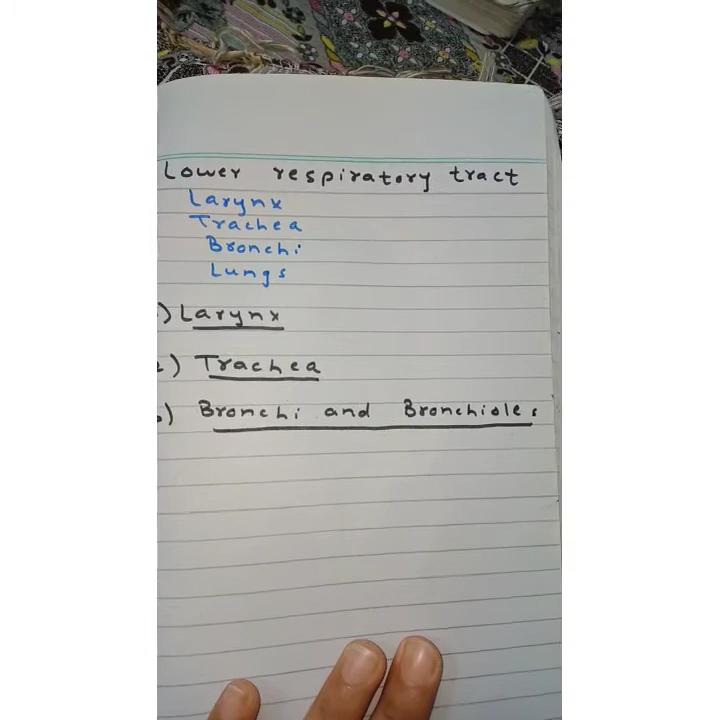 Lower respiratory tract
Larynx
Trachea
Bronchi
Lungs
) Larynx
) Trachea
) Bronchi and Bronchioles